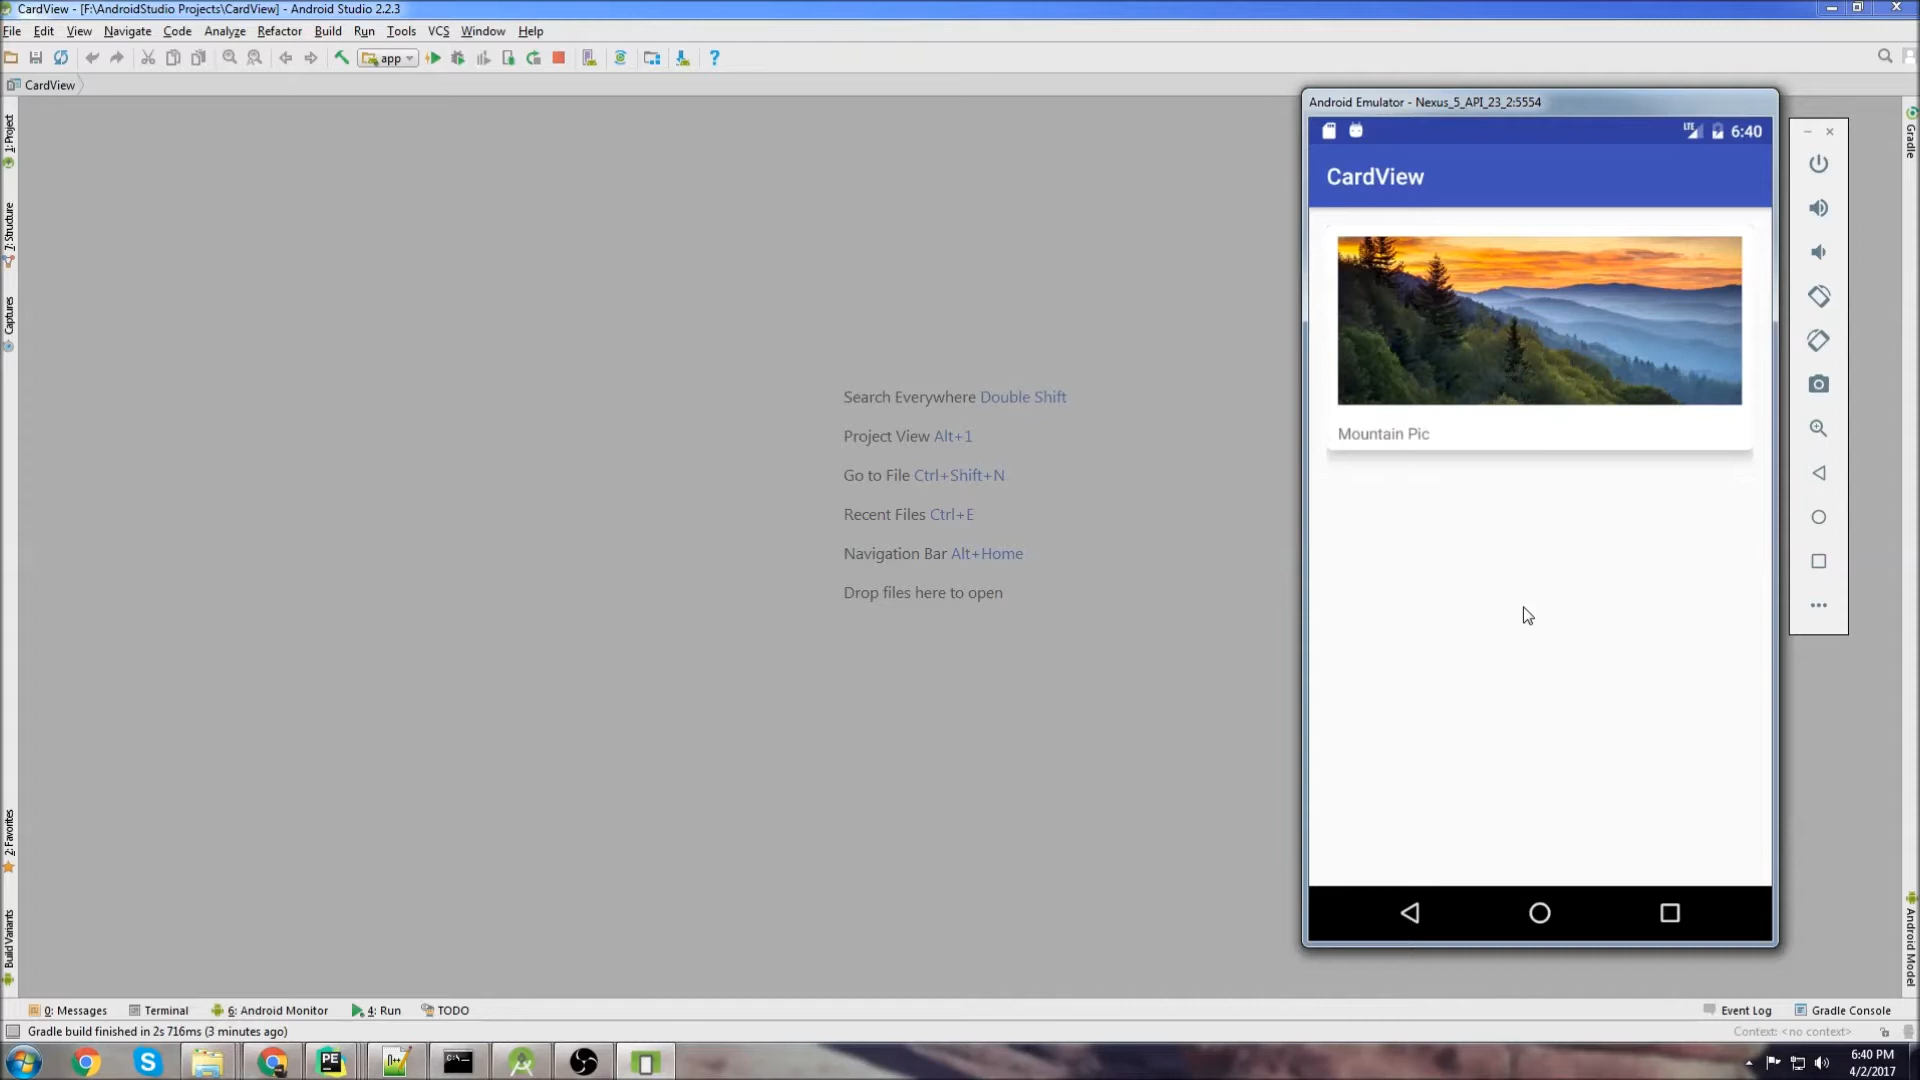 CardView - [F:\AndroidStudio Projects\CardView] - Android Studio 2.2.3
File Edit View Navigate Code Analyze Refactor Build Run Tools VCS Window Help
app
CardView
1: Project
7: Structure
Captures
2: Favorites
Build Variants
Search Everywhere Double Shift
Project View Alt+1
Go to File Ctrl+Shift+N
Recent Files Ctrl+E
Navigation Bar Alt+Home
Drop files here to open
Android Emulator - Nexus_5_API_23_2:5554
LTE 6:40
CardView
Mountain Pic
Gradle
Android Model
0: Messages Terminal 6: Android Monitor 4: Run TODO Event Log Gradle Console
Gradle build finished in 2s 716ms (3 minutes ago) Context: <no context>
PE
C:\
6:40 PM
4/2/2017